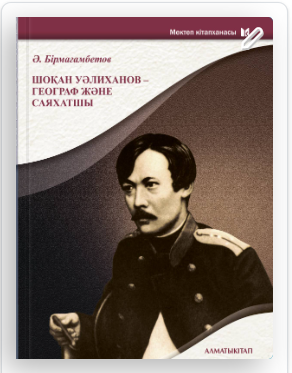 Мектеп кітапханасы
Ә. Бірмағамбетов
ШОҚАН УӘЛИХАНОВ –
ГЕОГРАФ ЖӘНЕ
САЯХАТШЫ
АЛМАТЫКІТАП